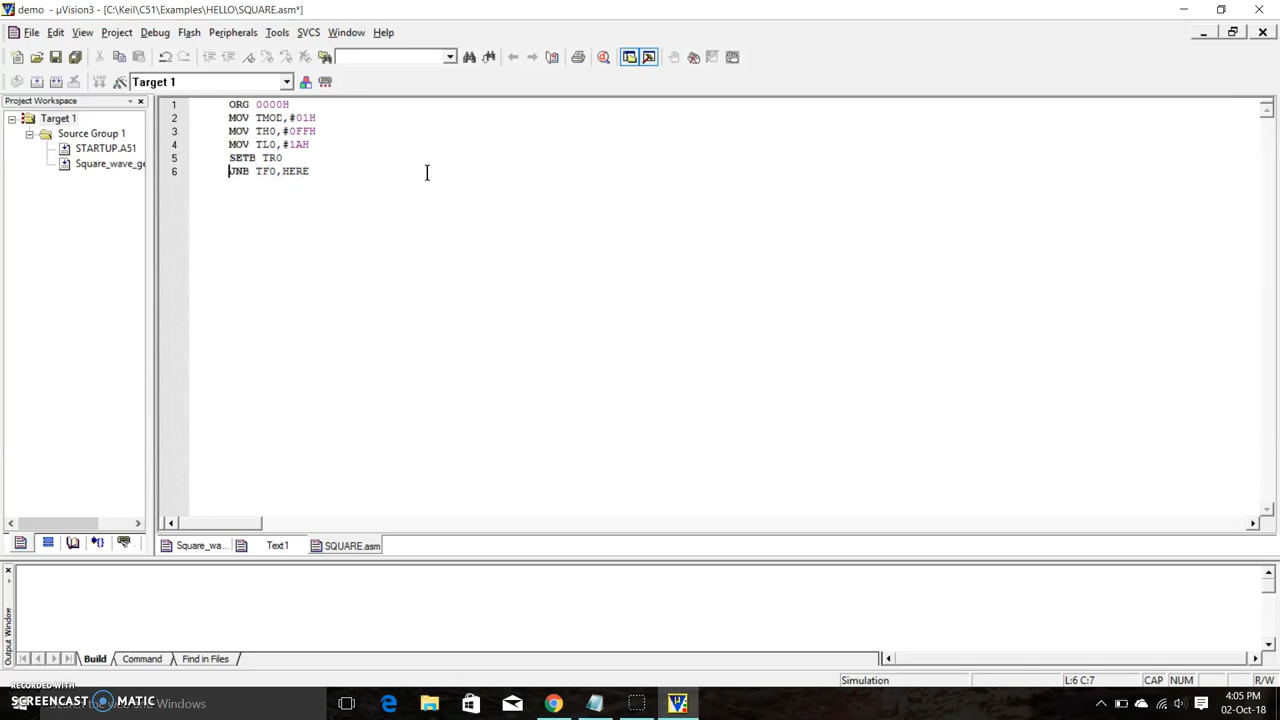 demo - µVision3 - [C:\Keil\C51\Examples\HELLO\SQUARE.asm*]
File Edit View Project Debug Flash Peripherals Tools SVCS Window Help
Target 1
Project Workspace
Target 1
Source Group 1
STARTUP.A51
Square_wave_ge
1 ORG 0000H
2 MOV TMOD,#01H
3 MOV TH0,#0FFH
4 MOV TL0,#1AH
5 SETB TR0
6 JNB TF0,HERE
Square_wa... Text1 SQUARE.asm
Output Window
Build Command Find in Files
Simulation L:6 C:7 CAP NUM R/W
RECORDED WITH
SCREENCAST MATIC
Windows
4:05 PM
02-Oct-18